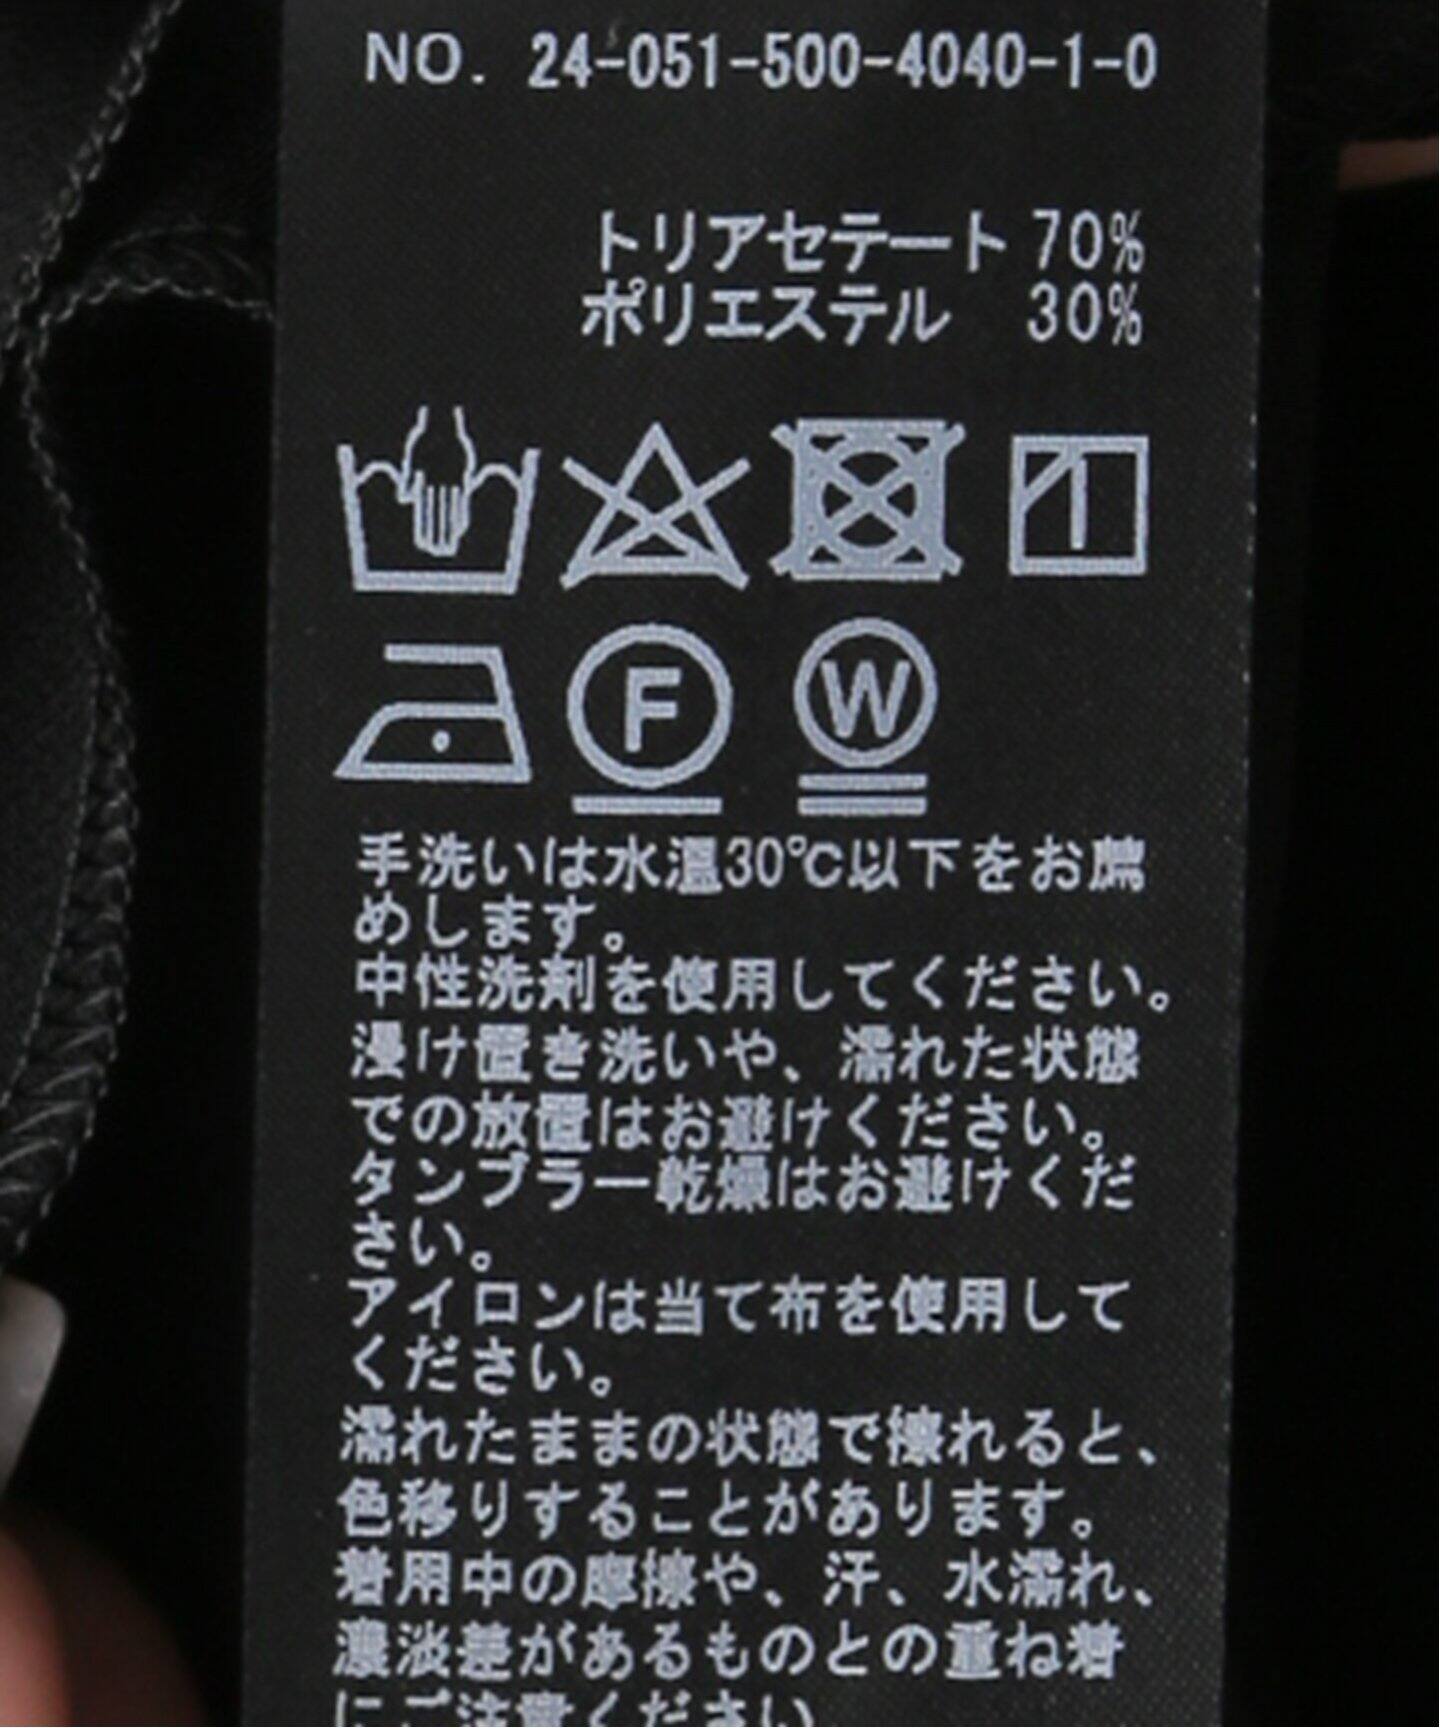 NO. 24-051-500-4040-1-0
トリアセテート 70%
ポリエステル 30%
F W
手洗いは水温30℃以下をお薦
めします。
中性洗剤を使用してください。
浸け置き洗いや、濡れた状態
での放置はお避けください。
タンブラー乾燥はお避けくだ
さい。
アイロンは当て布を使用して
ください。
濡れたままの状態で擦れると、
色移りすることがあります。
着用中の摩擦や、汗、水濡れ、
濃淡差があるものとの重ね着
にご注意ください